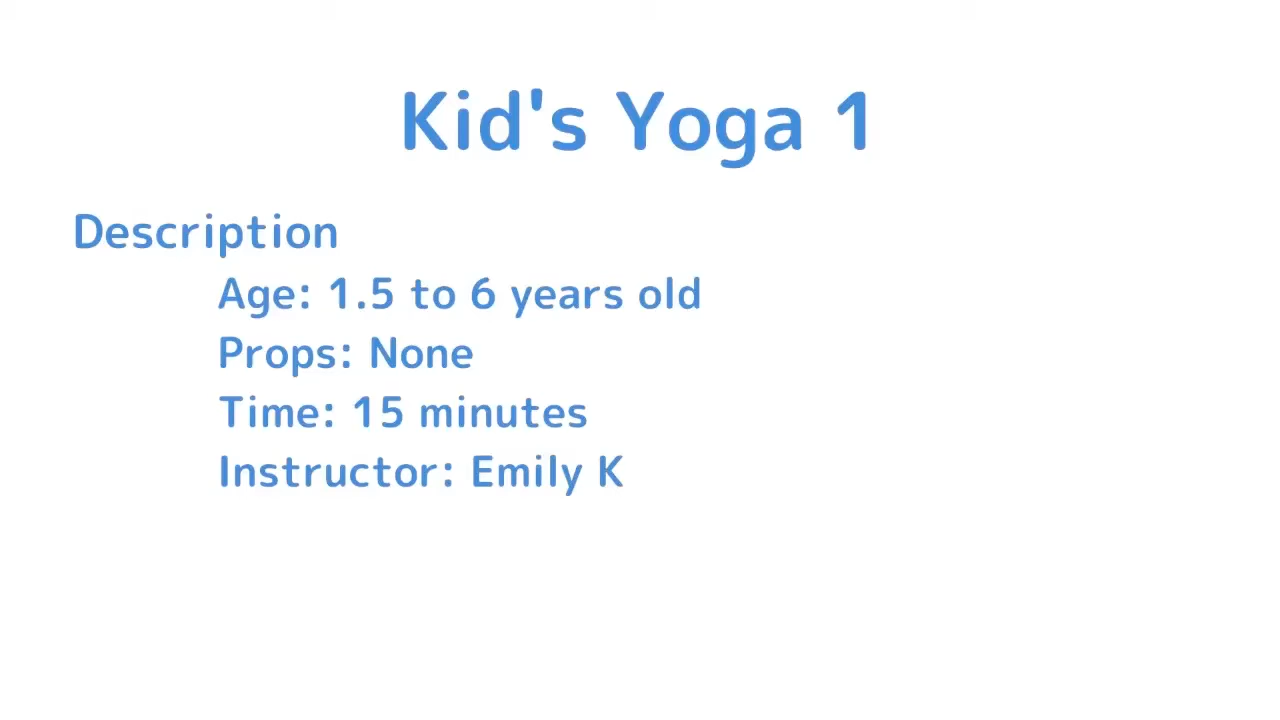 Kid's Yoga 1
Description
Age: 1.5 to 6 years old
Props: None
Time: 15 minutes
Instructor: Emily K